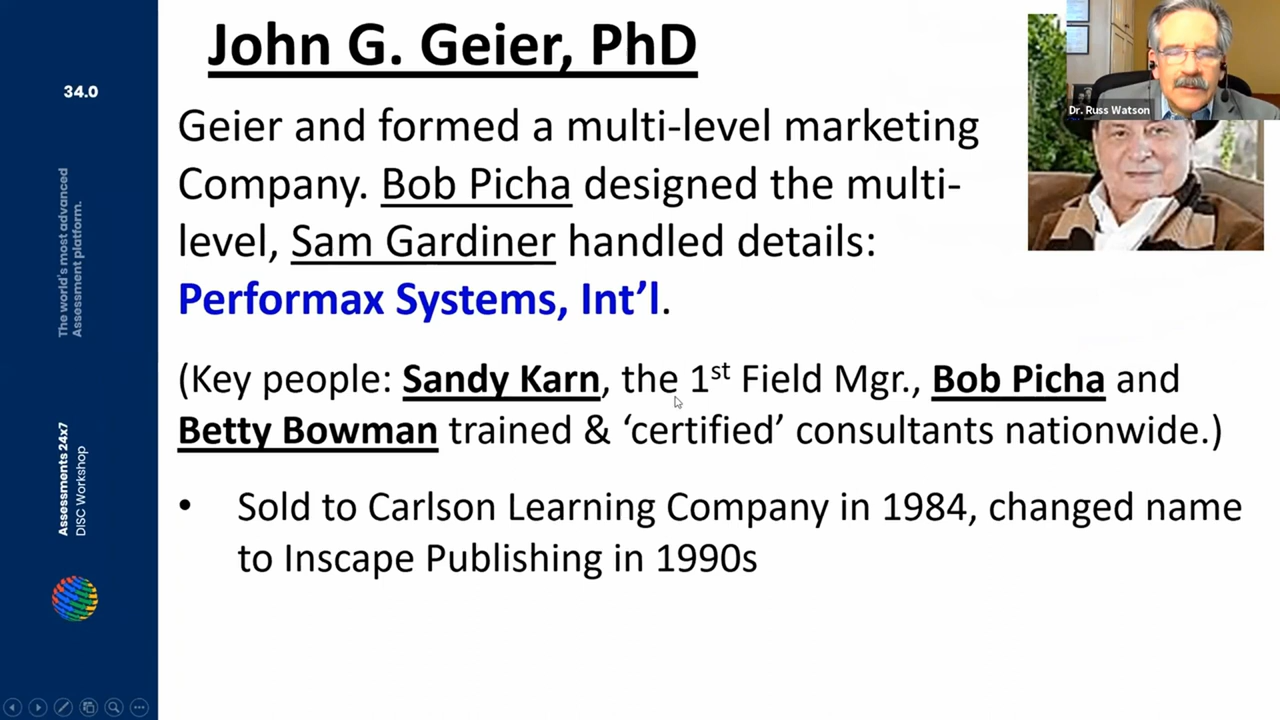 John G. Geier, PhD
34.0
Dr. Russ Watson
Geier and formed a multi-level marketing
Company. Bob Picha designed the multi-
level, Sam Gardiner handled details:
Performax Systems, Int’l.
The world's most advanced
Assessment platform.
(Key people: Sandy Karn, the 1st Field Mgr., Bob Picha and
Betty Bowman trained & ‘certified’ consultants nationwide.)
Assessments 24x7
DISC Workshop
• Sold to Carlson Learning Company in 1984, changed name
to Inscape Publishing in 1990s